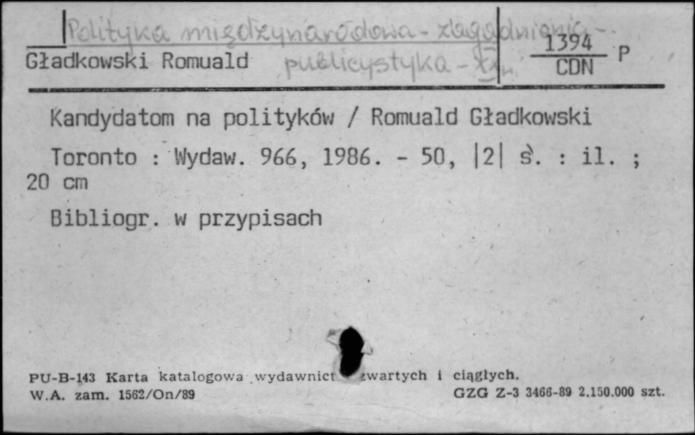 Polityka międzynarodowa - zagadnienia -
publicystyka - XX w.
Gładkowski Romuald
1394
CDN
P
Kandydatom na polityków / Romuald Gładkowski
Toronto : Wydaw. 966, 1986. - 50, |2| s. : il. ;
20 cm
Bibliogr. w przypisach
PU-B-143 Karta katalogowa wydawnict zwartych i ciągłych.
W.A. zam. 1562/On/89
GZG Z-3 3466-89 2.150.000 szt.